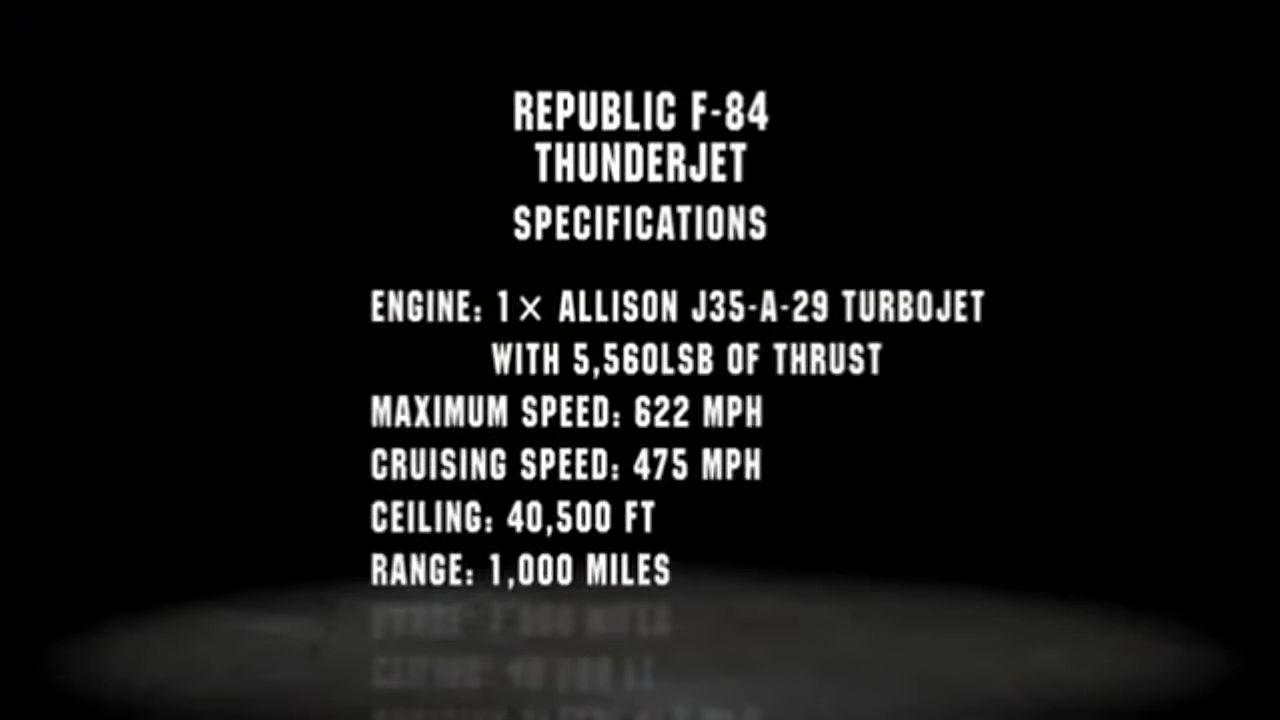 REPUBLIC F-84
THUNDERJET
SPECIFICATIONS
ENGINE: 1× ALLISON J35-A-29 TURBOJET
WITH 5,560LSB OF THRUST
MAXIMUM SPEED: 622 MPH
CRUISING SPEED: 475 MPH
CEILING: 40,500 FT
RANGE: 1,000 MILES